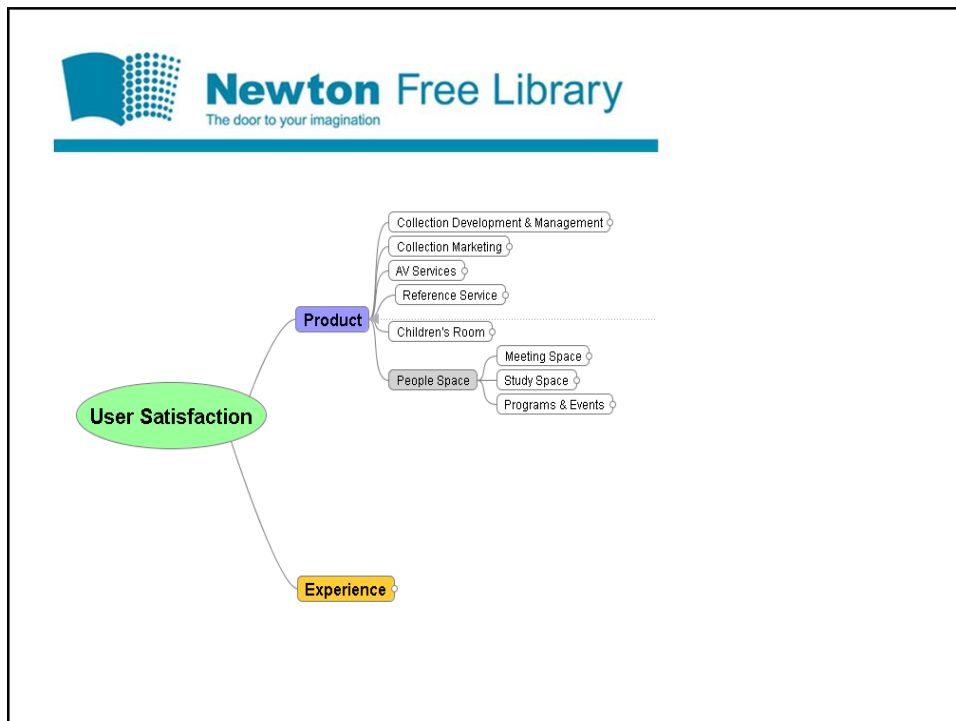 Newton Free Library
The door to your imagination
Collection Development & Management
Collection Marketing
AV Services
Reference Service
Product
Children's Room
Meeting Space
People Space
Study Space
Programs & Events
User Satisfaction
Experience